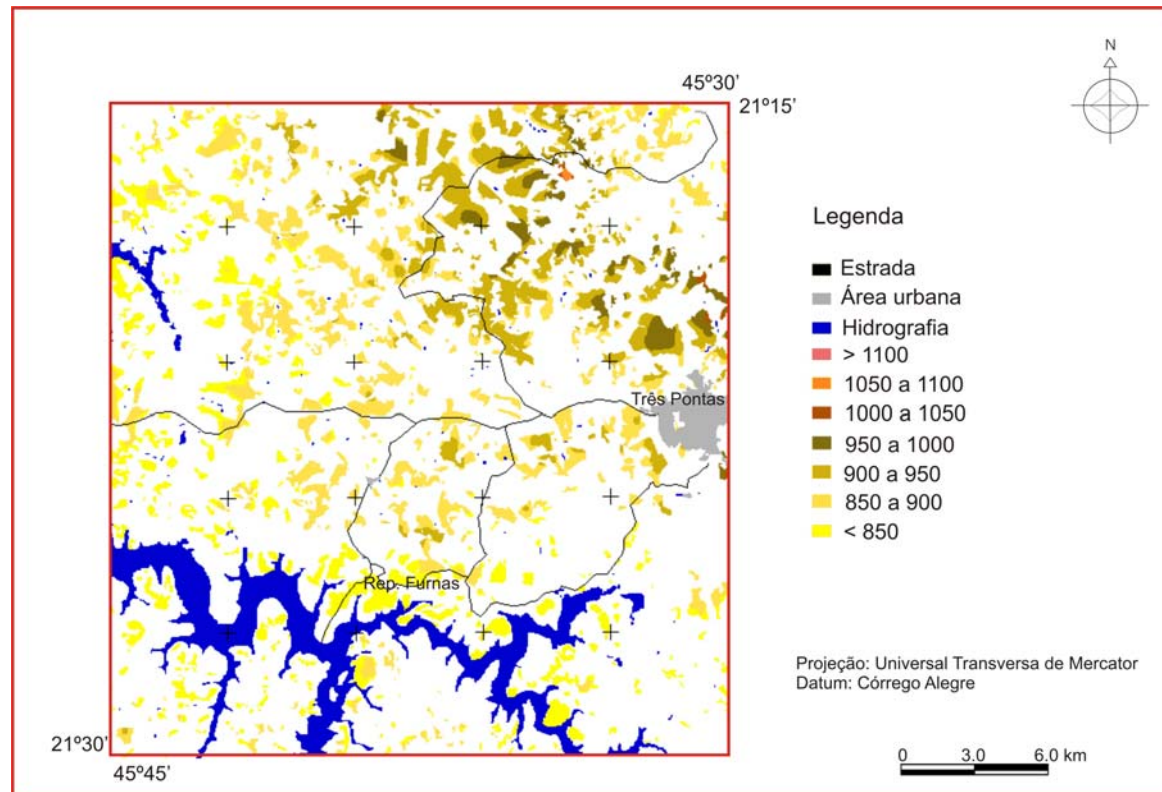 N
45º30’
21º15’
Legenda
Estrada
Área urbana
Hidrografia
> 1100
1050 a 1100
1000 a 1050
950 a 1000
900 a 950
850 a 900
< 850
Três Pontas
Rep. Furnas
Projeção: Universal Transversa de Mercator
Datum: Córrego Alegre
21º30’
45º45’
0 3.0 6.0 km